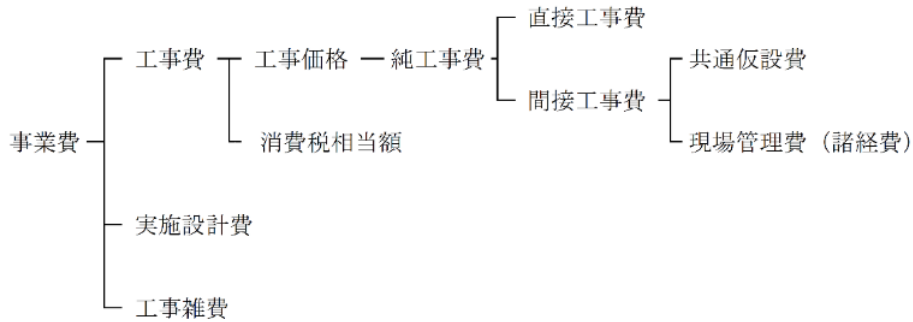 直接工事費
工事費
工事価格
純工事費
共通仮設費
間接工事費
事業費
消費税相当額
現場管理費（諸経費）
実施設計費
工事雑費